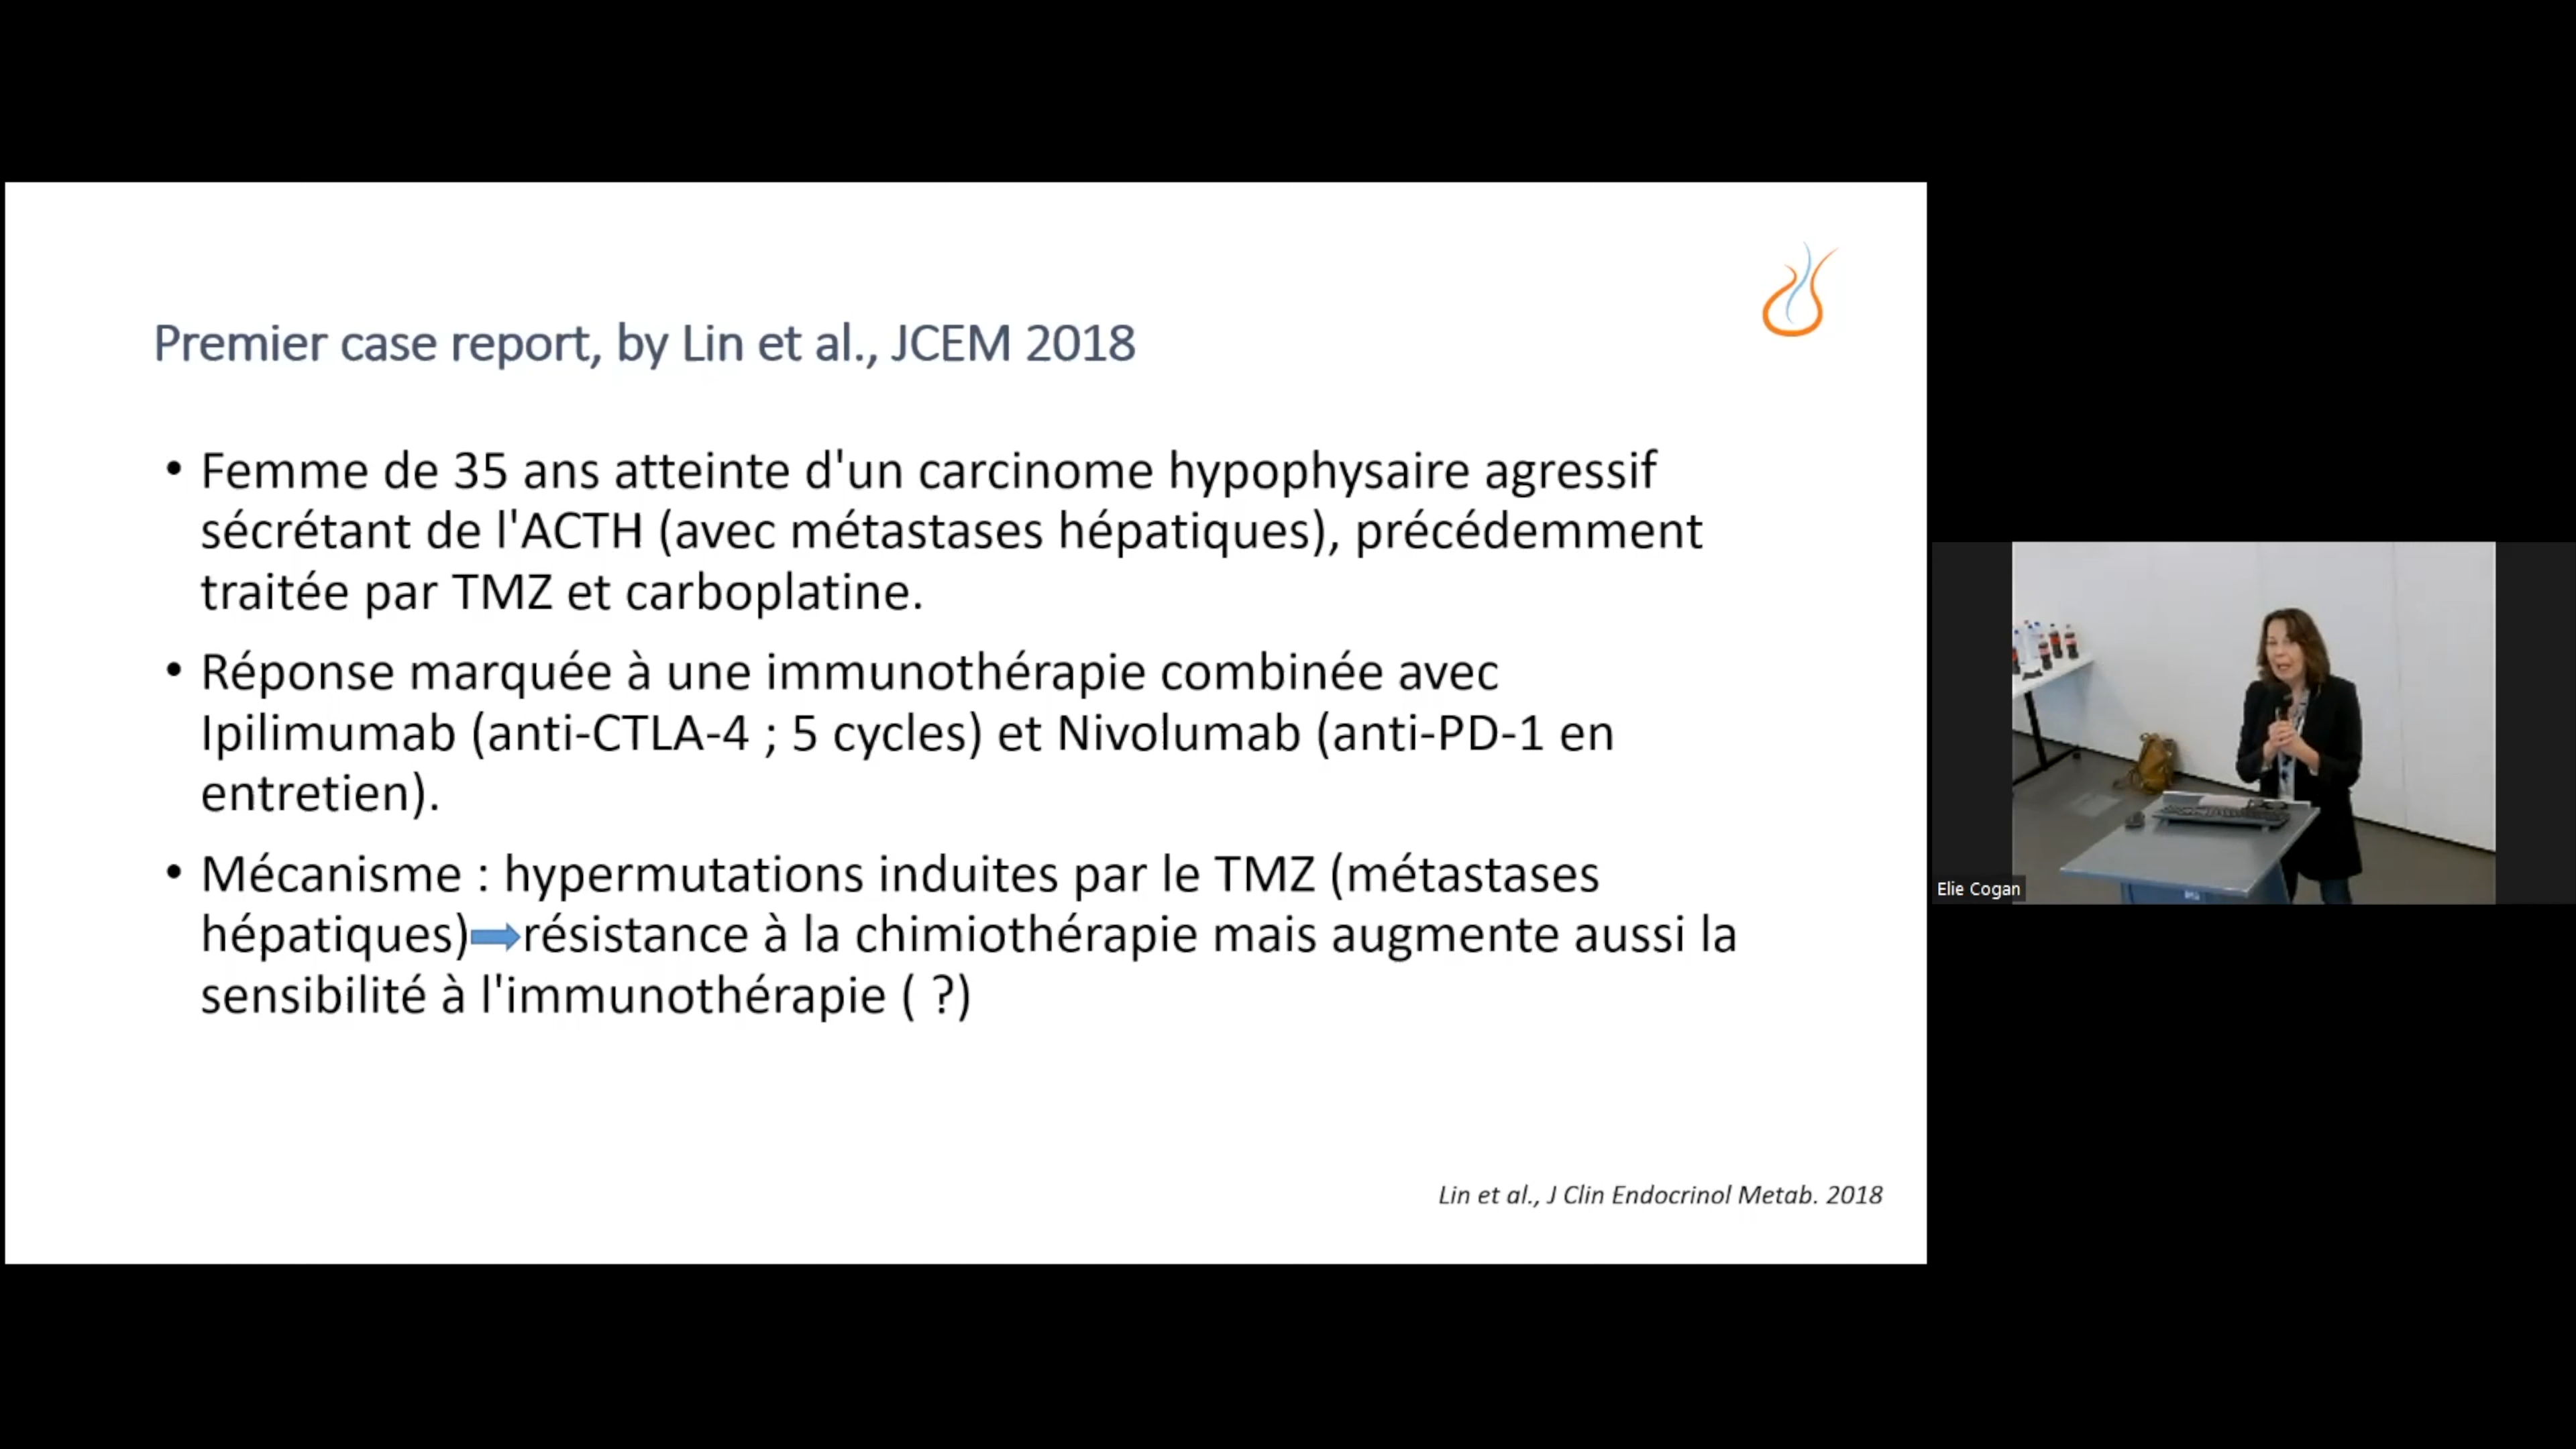 Premier case report, by Lin et al., JCEM 2018
• Femme de 35 ans atteinte d'un carcinome hypophysaire agressif
sécrétant de l'ACTH (avec métastases hépatiques), précédemment
traitée par TMZ et carboplatine.
• Réponse marquée à une immunothérapie combinée avec
Ipilimumab (anti-CTLA-4 ; 5 cycles) et Nivolumab (anti-PD-1 en
entretien).
• Mécanisme : hypermutations induites par le TMZ (métastases
hépatiques)➡résistance à la chimiothérapie mais augmente aussi la
sensibilité à l'immunothérapie ( ?)
Lin et al., J Clin Endocrinol Metab. 2018
Elie Cogan